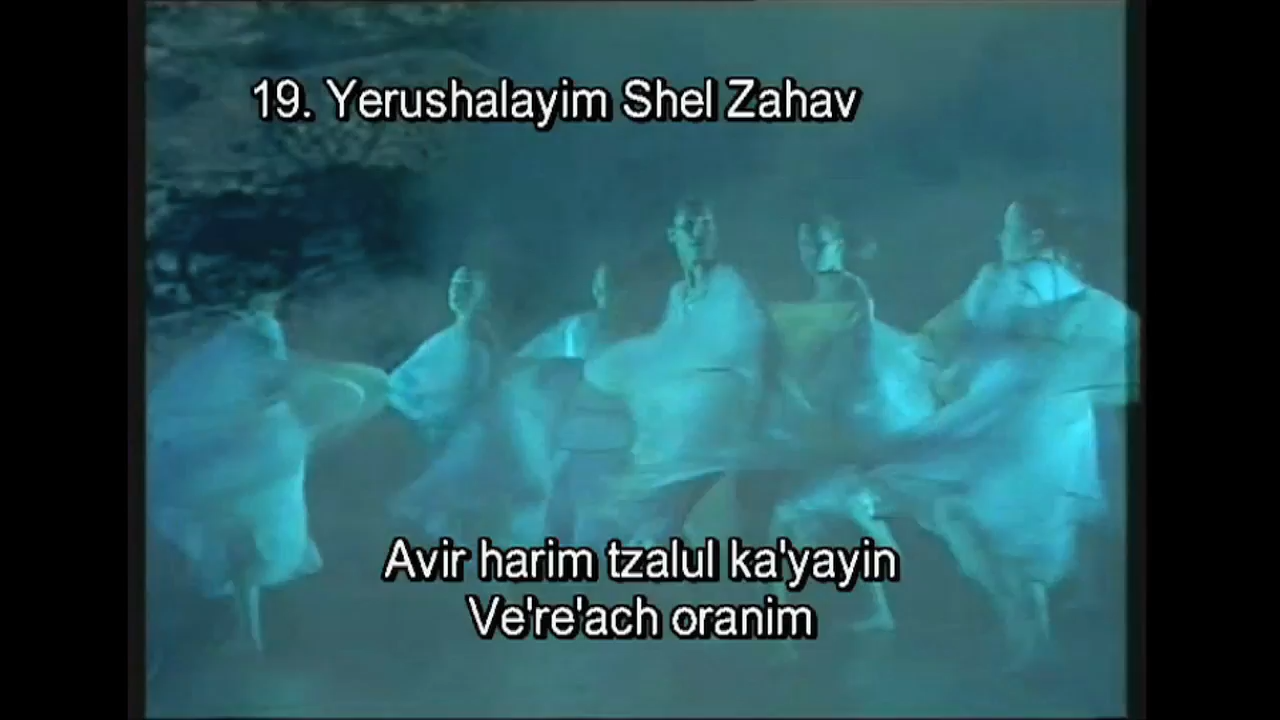 19. Yerushalayim Shel Zahav
Avir harim tzalul ka'yayin
Ve're'ach oranim